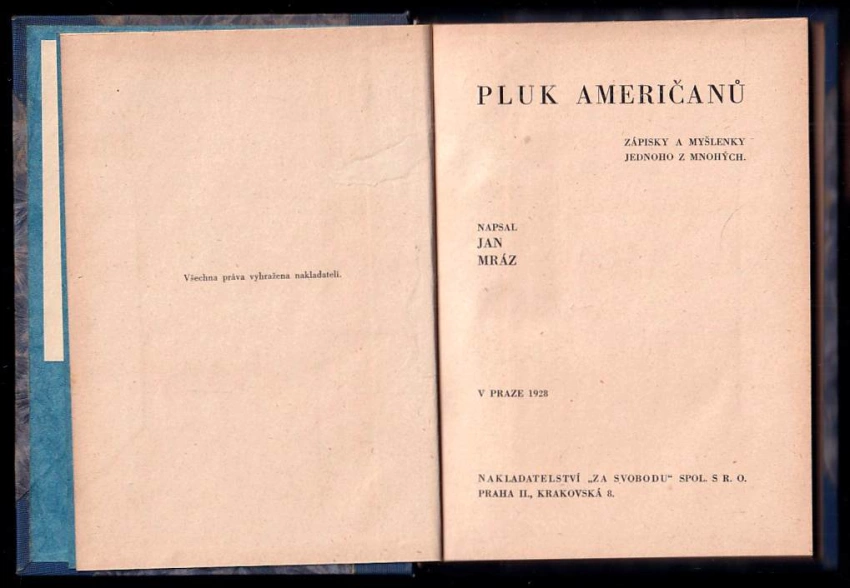 Všechna práva vyhražena nakladateli.
PLUK AMERIČANŮ
ZÁPISKY A MYŠLENKY
JEDNOHO Z MNOHÝCH.
NAPSAL
JAN
MRÁZ
V PRAZE 1928
NAKLADATELSTVÍ „ZA SVOBODU" SPOL. S R. O.
PRAHA II., KRAKOVSKÁ 8.